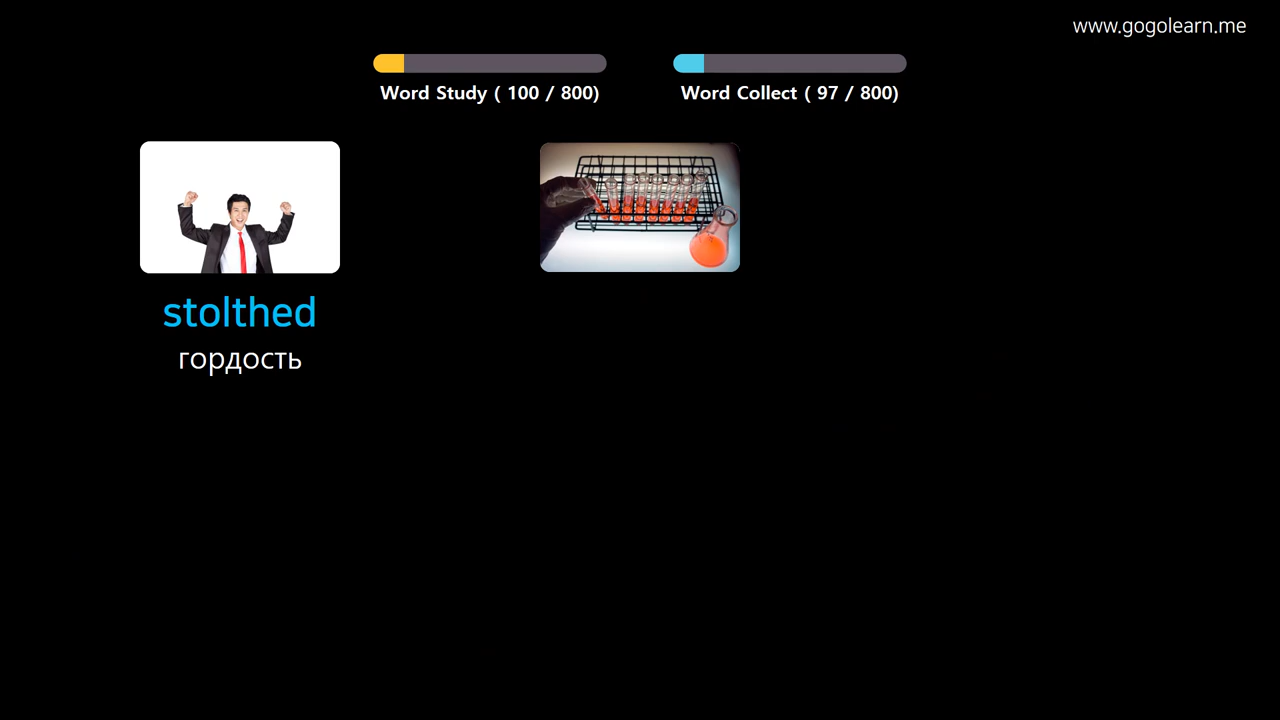 www.gogolearn.me
Word Study ( 100 / 800)
Word Collect ( 97 / 800)
stolthed
гордость